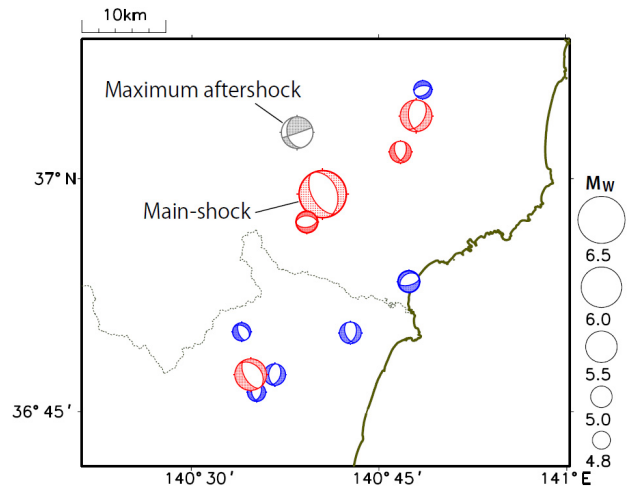 10km
Maximum aftershock
37° N
Main-shock
Mw
6.5
6.0
5.5
5.0
4.8
36° 45'
140° 30'
140° 45'
141° E